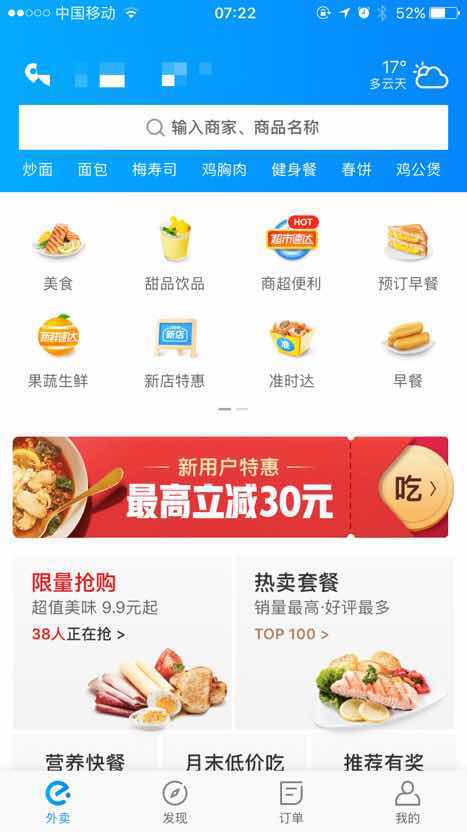 中国移动 07:22 52%
17°
多云天
输入商家、商品名称
炒面 面包 梅寿司 鸡胸肉 健身餐 春饼 鸡公煲
HOT
超市速达
美食 甜品饮品 商超便利 预订早餐
新鲜速达 新店 准
果蔬生鲜 新店特惠 准时达 早餐
新用户特惠
最高立减30元
吃
限量抢购
超值美味 9.9元起
38人正在抢 >
热卖套餐
销量最高·好评最多
TOP 100 >
营养快餐 月末低价吃 推荐有奖
外卖 发现 订单 我的